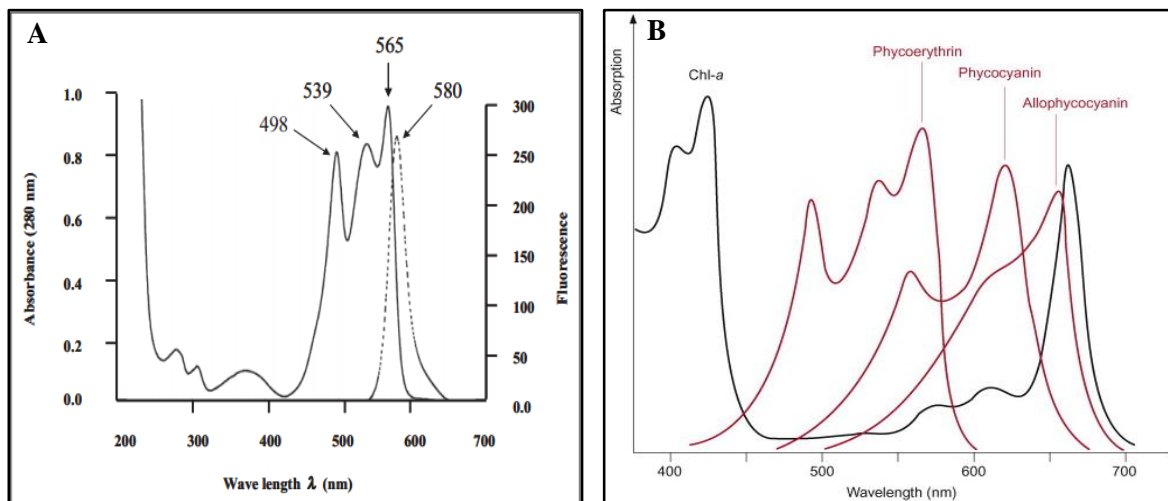 A
565
539
580
498
1.0
0.8
0.6
0.4
0.2
0.0
300
250
200
150
100
50
0.0
Absorbance (280 nm)
Fluorescence
200 300 400 500 600 700
Wave length λ (nm)
B
Phycoerythrin
Phycocyanin
Allophycocyanin
Chl-a
Absorption
400 500 600 700
Wavelength (nm)